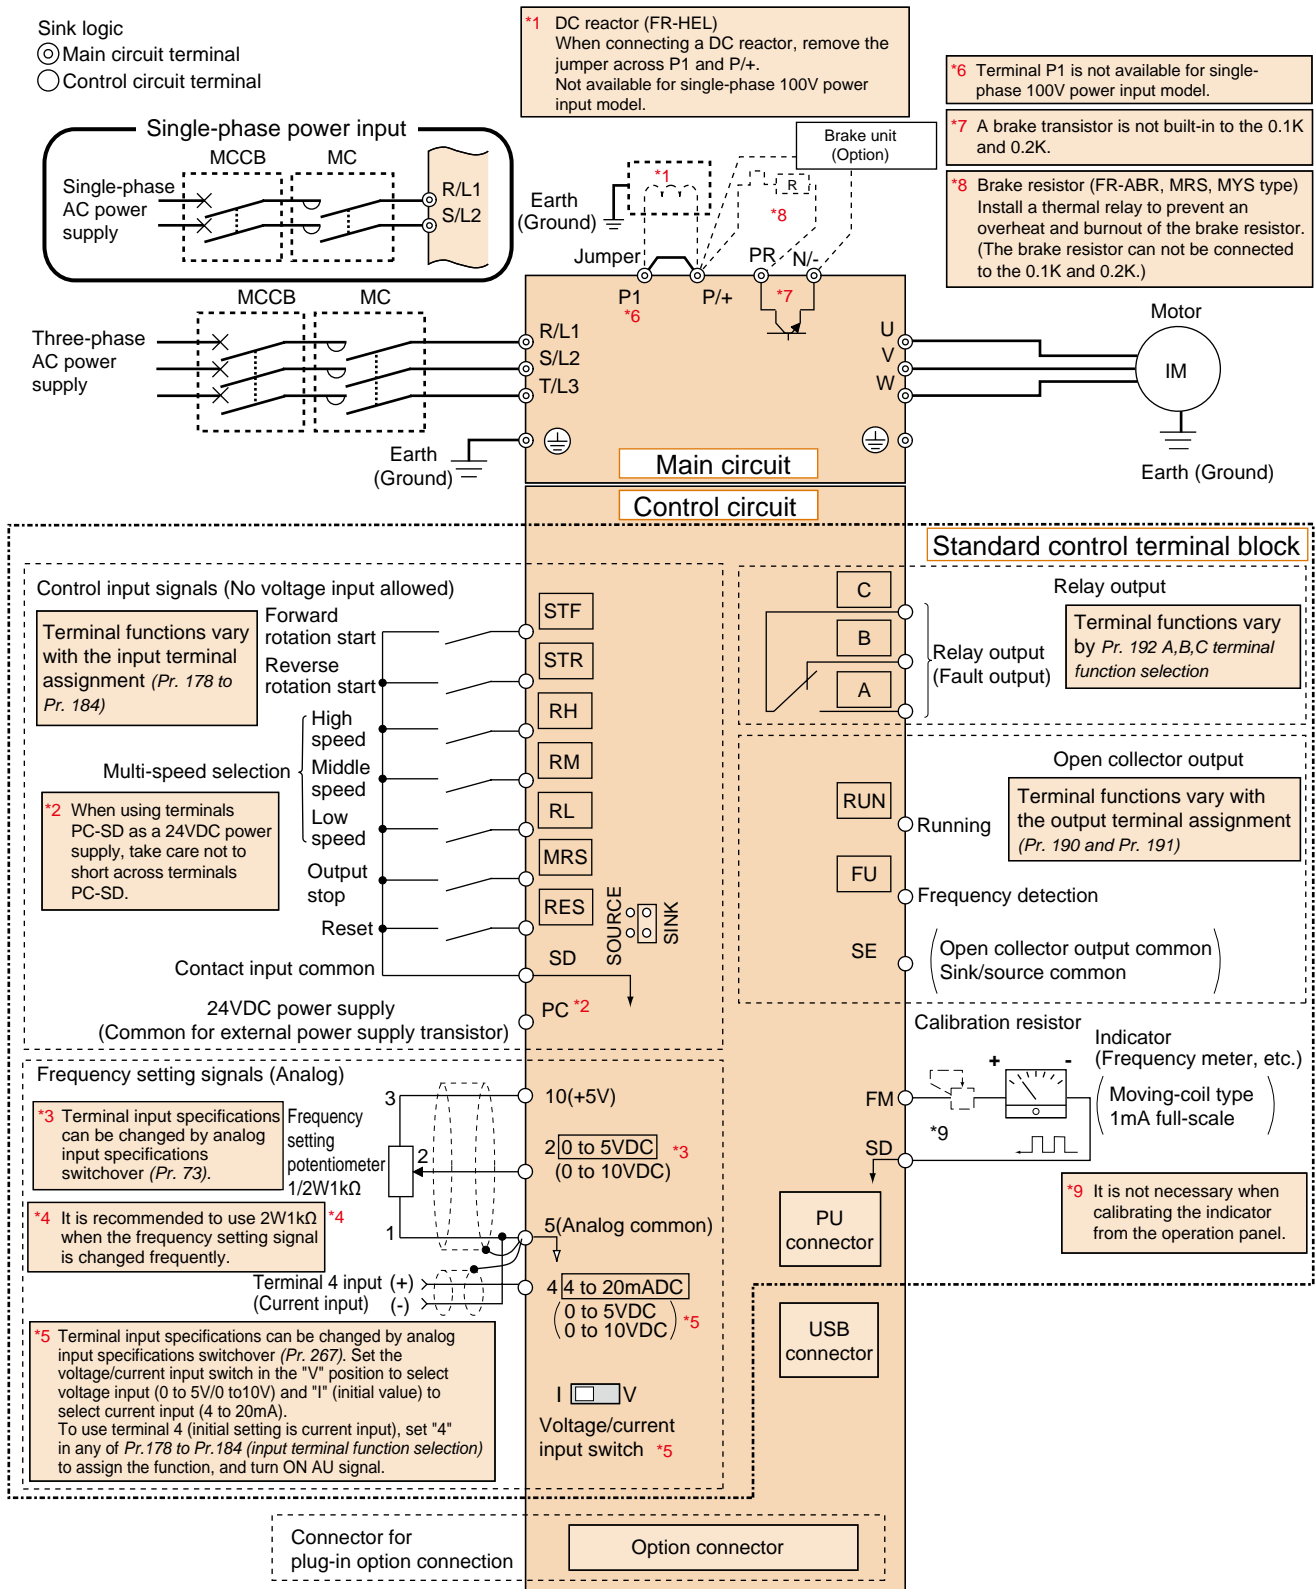 Sink logic
Main circuit terminal
Control circuit terminal
*1 DC reactor (FR-HEL)
When connecting a DC reactor, remove the
jumper across P1 and P/+.
Not available for single-phase 100V power
input model.
*6 Terminal P1 is not available for single-
phase 100V power input model.
*7 A brake transistor is not built-in to the 0.1K
and 0.2K.
*8 Brake resistor (FR-ABR, MRS, MYS type)
Install a thermal relay to prevent an
overheat and burnout of the brake resistor.
(The brake resistor can not be connected
to the 0.1K and 0.2K.)
Single-phase power input
MCCB
MC
Single-phase
AC power
supply
R/L1
S/L2
Brake unit
(Option)
*1
R
*8
Earth
(Ground)
Jumper
PR
N/-
P1
*6
P/+
*7
MCCB
MC
Three-phase
AC power
supply
R/L1
S/L2
T/L3
U
V
W
Motor
IM
Earth
(Ground)
Earth (Ground)
Main circuit
Control circuit
Standard control terminal block
Control input signals (No voltage input allowed)
Terminal functions vary
with the input terminal
assignment (Pr. 178 to
Pr. 184)
Forward
rotation start
Reverse
rotation start
High
speed
Multi-speed selection
Middle
speed
Low
speed
*2 When using terminals
PC-SD as a 24VDC power
supply, take care not to
short across terminals
PC-SD.
Output
stop
Reset
Contact input common
24VDC power supply
(Common for external power supply transistor)
STF
STR
RH
RM
RL
MRS
RES
SD
PC *2
SOURCE
SINK
C
B
A
Relay output
Relay output
(Fault output)
Terminal functions vary
by Pr. 192 A,B,C terminal
function selection
Open collector output
RUN
Running
Terminal functions vary with
the output terminal assignment
(Pr. 190 and Pr. 191)
FU
Frequency detection
SE
Open collector output common
Sink/source common
Frequency setting signals (Analog)
*3 Terminal input specifications
can be changed by analog
input specifications
switchover (Pr. 73).
Frequency
setting
potentiometer
1/2W1kΩ
*4
*4 It is recommended to use 2W1kΩ
when the frequency setting signal
is changed frequently.
3
2
1
10(+5V)
2 0 to 5VDC *3
(0 to 10VDC)
5(Analog common)
Terminal 4 input (+)
(Current input) (-)
4 4 to 20mADC
0 to 5VDC
0 to 10VDC
*5
*5 Terminal input specifications can be changed by analog
input specifications switchover (Pr. 267). Set the
voltage/current input switch in the "V" position to select
voltage input (0 to 5V/0 to10V) and "I" (initial value) to
select current input (4 to 20mA).
To use terminal 4 (initial setting is current input), set "4"
in any of Pr.178 to Pr.184 (input terminal function selection)
to assign the function, and turn ON AU signal.
I V
Voltage/current
input switch *5
Calibration resistor
Indicator
(Frequency meter, etc.)
+ -
FM
Moving-coil type
1mA full-scale
*9
SD
*9 It is not necessary when
calibrating the indicator
from the operation panel.
PU
connector
USB
connector
Connector for
plug-in option connection
Option connector